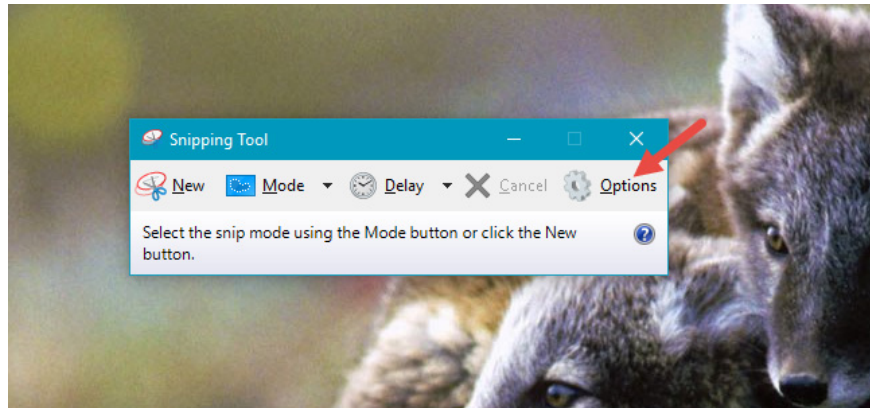 Snipping Tool
New Mode Delay Cancel Options
Select the snip mode using the Mode button or click the New
button.